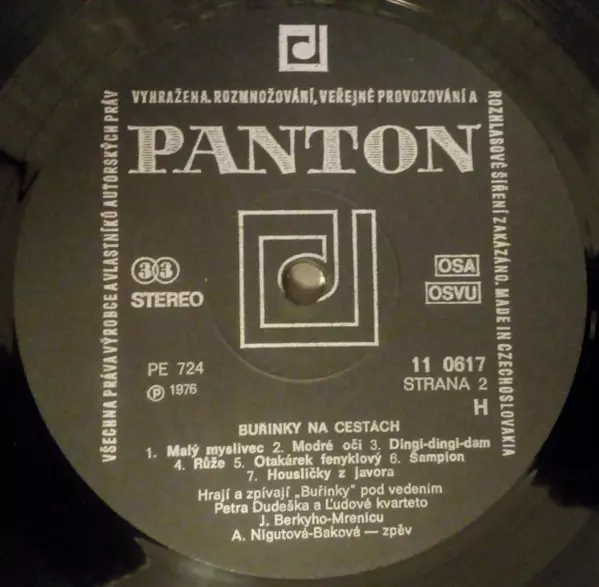 VŠECHNA PRÁVA VÝROBCE A VLASTNÍKŮ AUTORSKÝCH PRÁV
VYHRAŽENA. ROZMNOŽOVÁNÍ, VEŘEJNÉ PROVOZOVÁNÍ A
ROZHLASOVÉ ŠÍŘENÍ ZAKÁZÁNO. MADE IN CZECHOSLOVAKIA
PANTON
33
STEREO
OSA
OSVU
PE 724
℗ 1976
11 0617
STRANA 2
H
BUŘINKY NA CESTÁCH
1. Malý myslivec 2. Modré oči 3. Dingi-dingi-dam
4. Růže 5. Otakárek fenyklový 6. Šampion
7. Housličky z javora
Hrají a zpívají „Buřinky" pod vedením
Petra Dudeška a Ľudové kvarteto
J. Berkyho-Mrenicu
A. Nigutová-Baková — zpěv